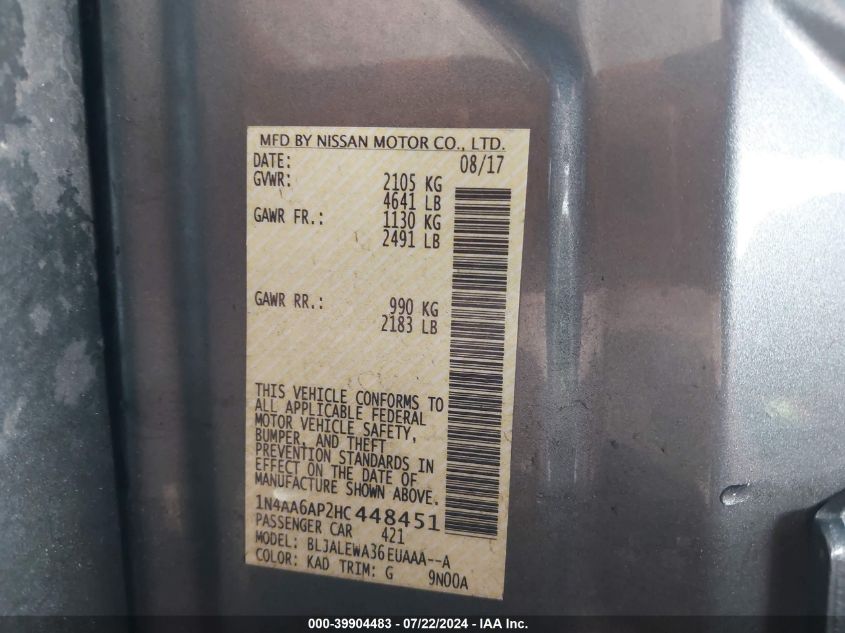 MFD BY NISSAN MOTOR CO., LTD.
DATE: 08/17
GVWR: 2105 KG
4641 LB
GAWR FR.: 1130 KG
2491 LB
GAWR RR.: 990 KG
2183 LB
THIS VEHICLE CONFORMS TO
ALL APPLICABLE FEDERAL
MOTOR VEHICLE SAFETY,
BUMPER, AND THEFT
PREVENTION STANDARDS IN
EFFECT ON THE DATE OF
MANUFACTURE SHOWN ABOVE.
1N4AA6AP2HC448451
PASSENGER CAR 421
MODEL: BLJALEWA36EUAAA--A
COLOR: KAD TRIM: G 9N00A
000-39904483 - 07/22/2024 - IAA Inc.